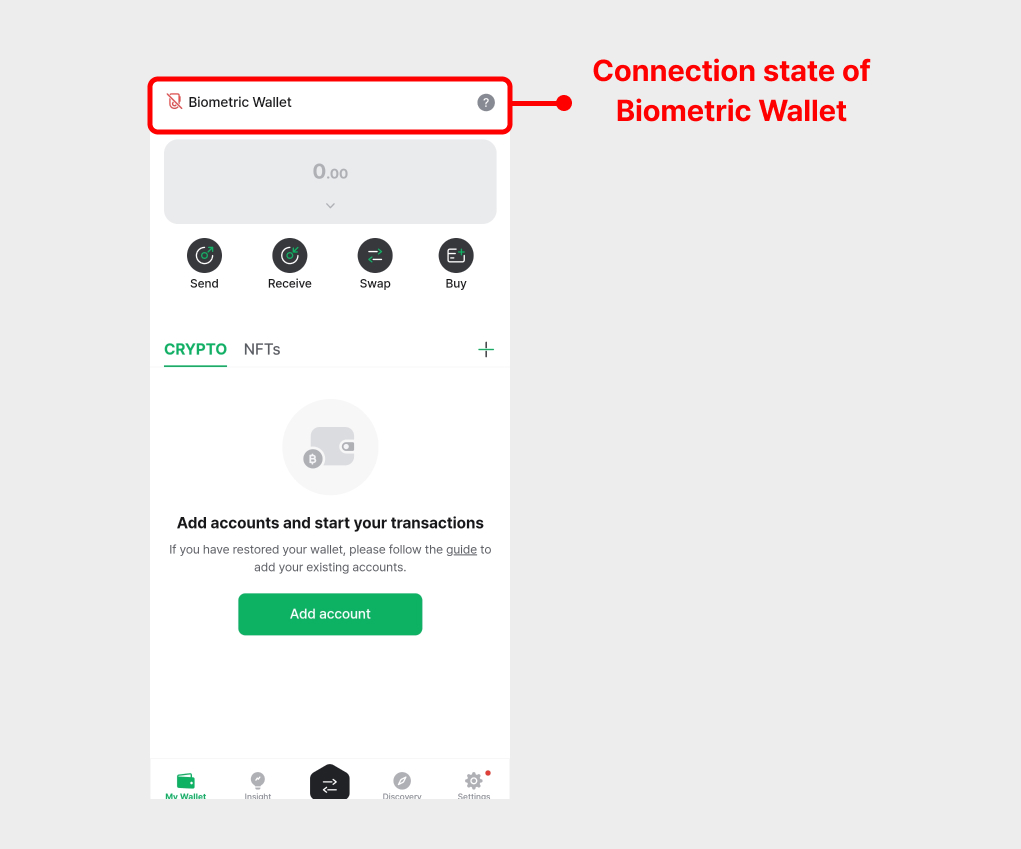 Connection state of
Biometric Wallet
Biometric Wallet
?
0.00
Send
Receive
Swap
Buy
CRYPTO
NFTs
Add accounts and start your transactions
If you have restored your wallet, please follow the guide to
add your existing accounts.
Add account
My Wallet
Insight
Discovery
Settings